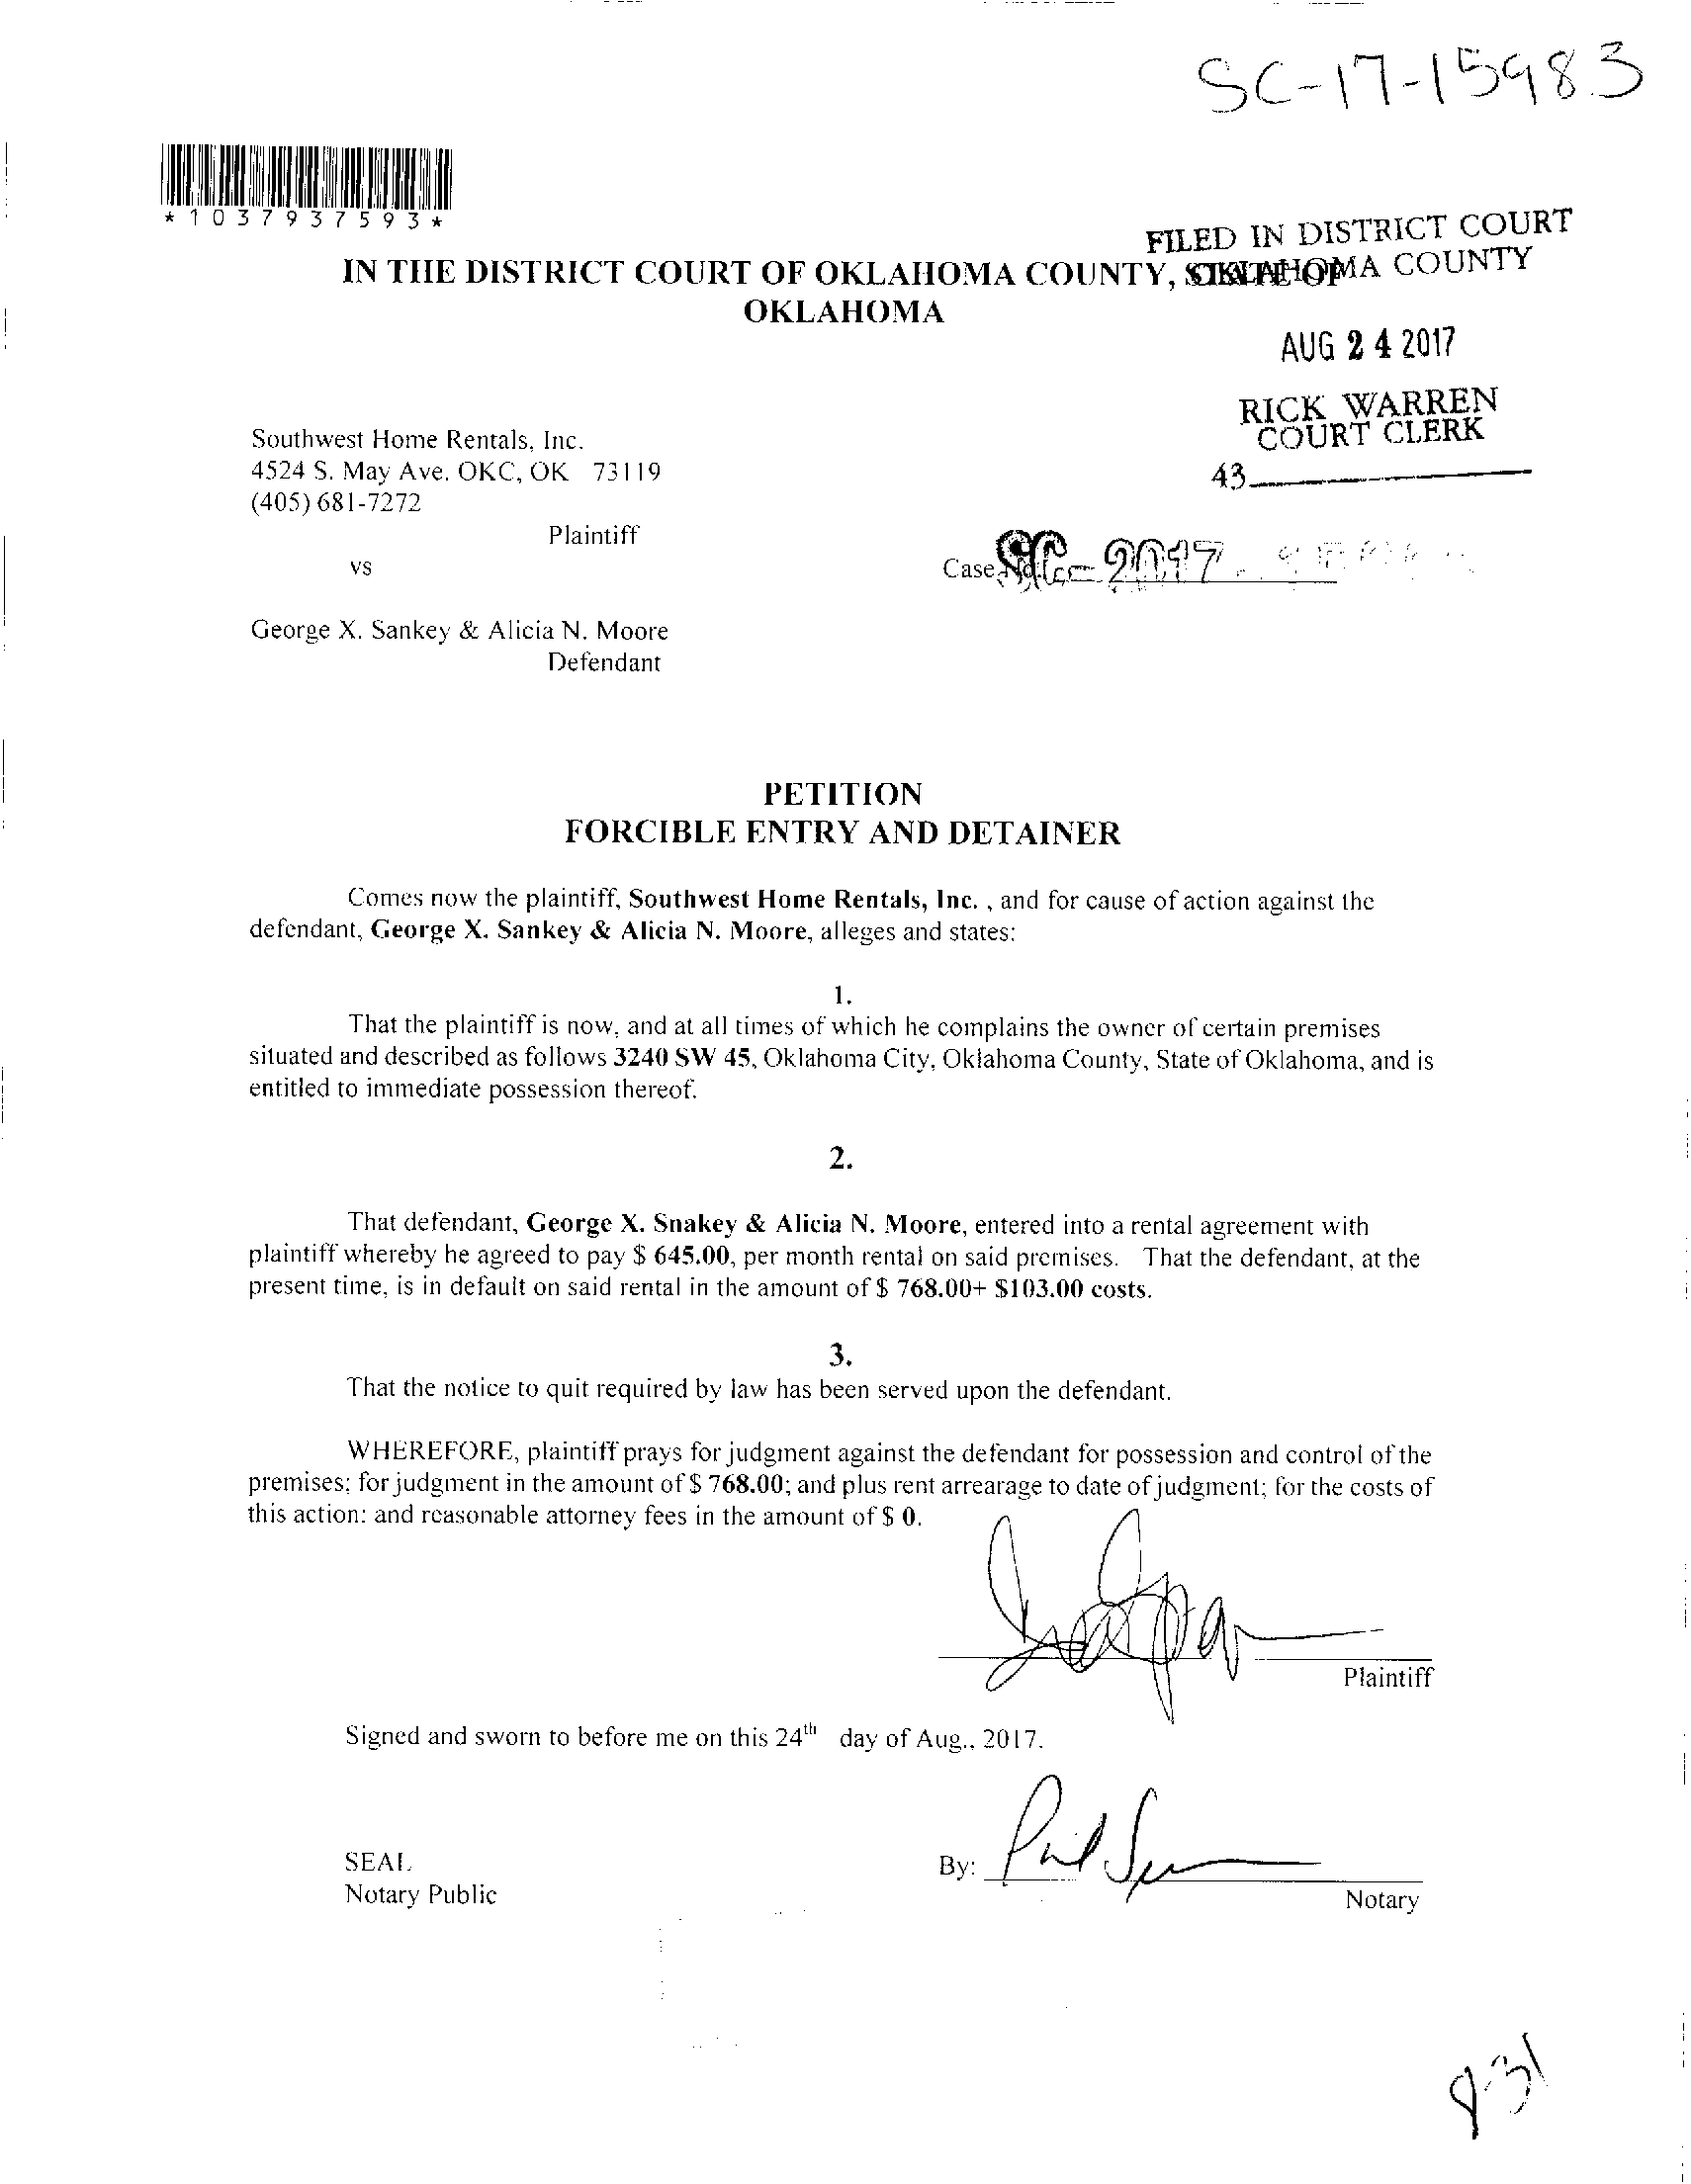 SC-17-15983
*1037937593*
FILED IN DISTRICT COURT
OKLAHOMA COUNTY
IN THE DISTRICT COURT OF OKLAHOMA COUNTY, STATE OF
OKLAHOMA
AUG 24 2017
RICK WARREN
COURT CLERK
43
Southwest Home Rentals, Inc.
4524 S. May Ave. OKC, OK 73119
(405) 681-7272
Plaintiff
vs
Case No. SC-2017-
George X. Sankey & Alicia N. Moore
Defendant
PETITION
FORCIBLE ENTRY AND DETAINER
Comes now the plaintiff, Southwest Home Rentals, Inc. , and for cause of action against the
defendant, George X. Sankey & Alicia N. Moore, alleges and states:
1.
That the plaintiff is now, and at all times of which he complains the owner of certain premises
situated and described as follows 3240 SW 45, Oklahoma City, Oklahoma County, State of Oklahoma, and is
entitled to immediate possession thereof.
2.
That defendant, George X. Snakey & Alicia N. Moore, entered into a rental agreement with
plaintiff whereby he agreed to pay $ 645.00, per month rental on said premises. That the defendant, at the
present time, is in default on said rental in the amount of $ 768.00+ $103.00 costs.
3.
That the notice to quit required by law has been served upon the defendant.
WHEREFORE, plaintiff prays for judgment against the defendant for possession and control of the
premises; for judgment in the amount of $ 768.00; and plus rent arrearage to date of judgment; for the costs of
this action: and reasonable attorney fees in the amount of $ 0.
Plaintiff
Signed and sworn to before me on this 24th day of Aug., 2017.
SEAL
Notary Public
By:
Notary
8-31